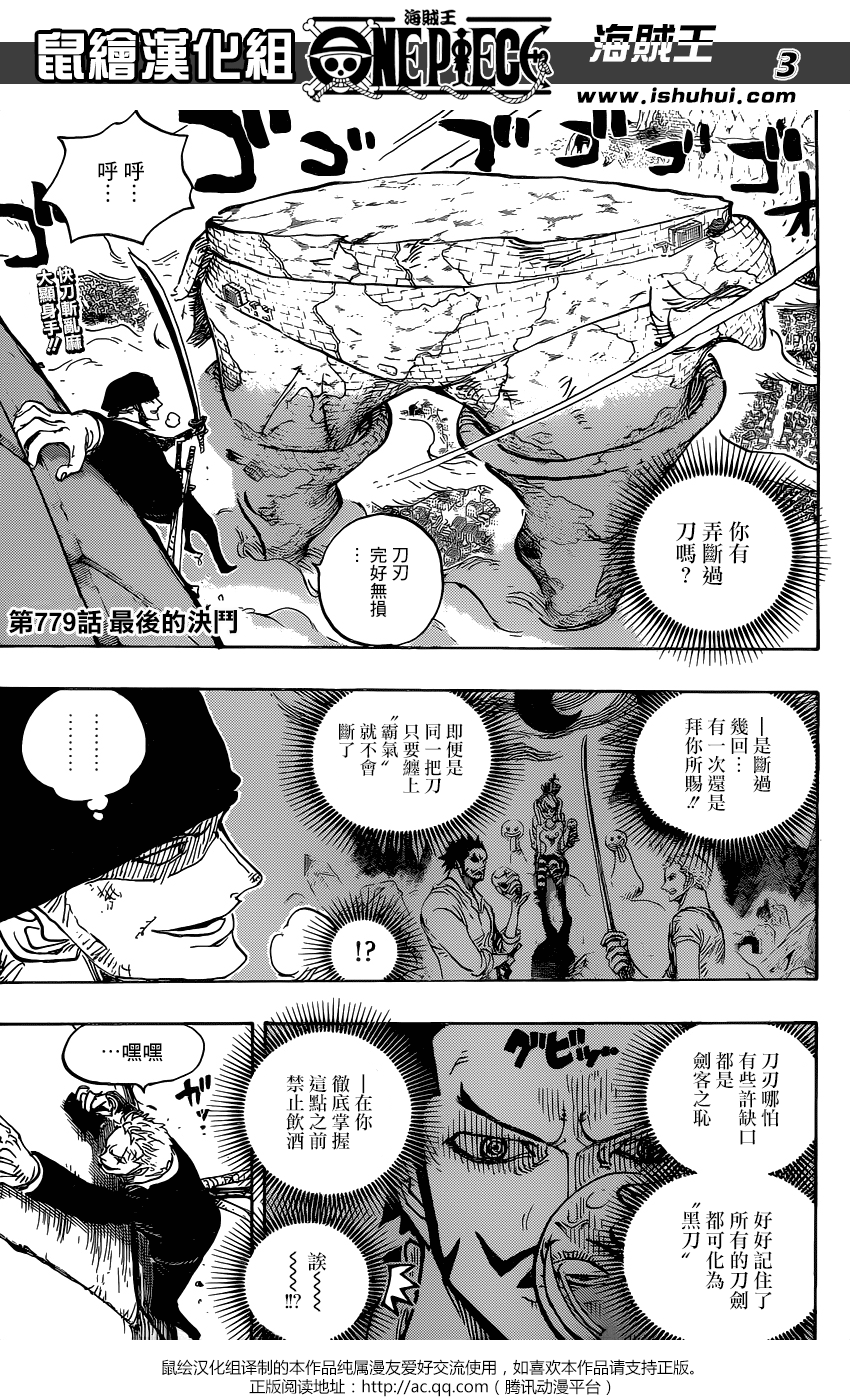 鼠繪漢化組
海賊王
ONE PIECE
海賊王
3
www.ishuhui.com
ゴゴゴゴゴゴゴ…
呼
呼
…
…
快刀斬亂麻
大顯身手!!
你有
弄斷過
刀嗎?
刀刃
完好無損
…
第779話 最後的決鬥
—是斷過
幾回…
有一次還是
拜你所賜!!
即便是
同一把刀
只要纏上
“霸氣”
就不會
斷了
………
………
!?
刀刃哪怕
有些許缺口
都是
劍客之恥
好好記住了
所有的刀劍
都可化為
“黑刀”
グビッ…
—在你
徹底掌握
這點之前
禁止飲酒
誒~~~~~
!!?
…嘿嘿
ガッ
鼠绘汉化组译制的本作品纯属漫友爱好交流使用，如喜欢本作品请支持正版。
正版阅读地址：http://ac.qq.com（腾讯动漫平台）